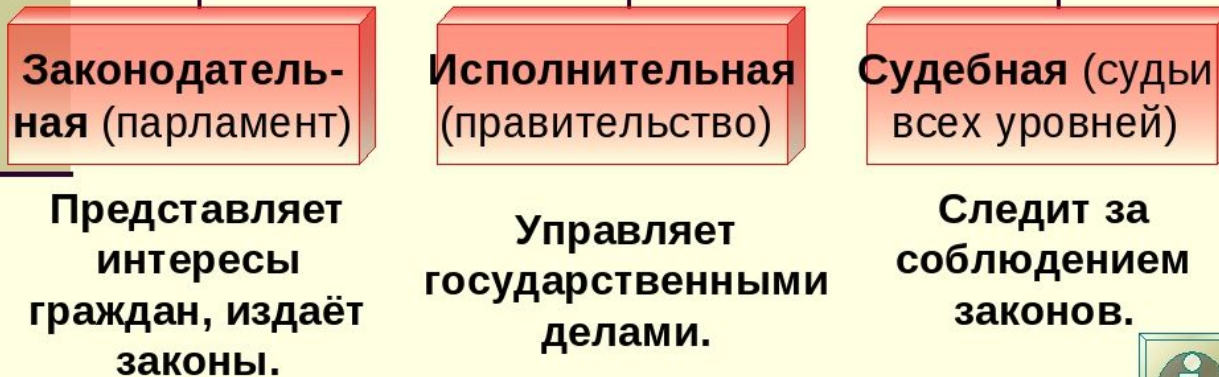 Законодатель-
ная (парламент)
Представляет
интересы
граждан, издаёт
законы.
Исполнительная
(правительство)
Управляет
государственными
делами.
Судебная (судьи
всех уровней)
Следит за
соблюдением
законов.